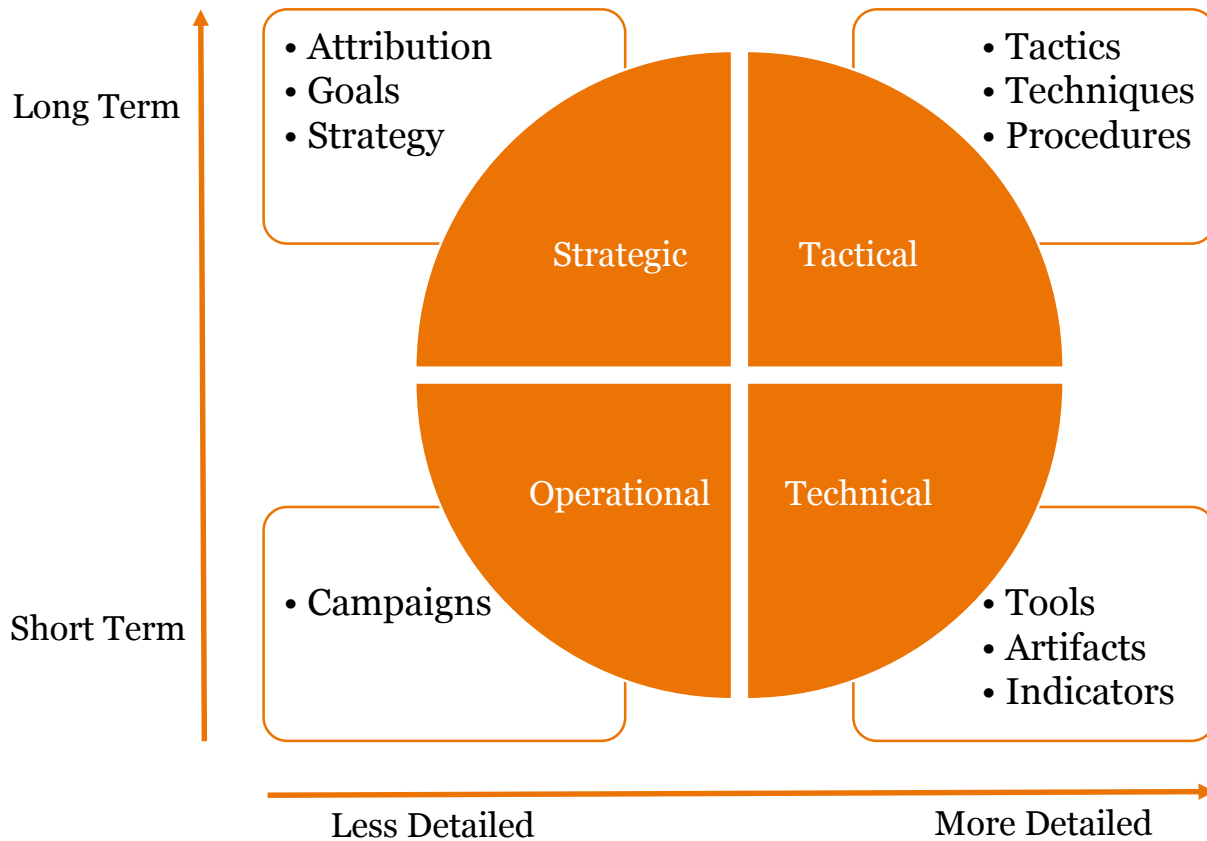 • Attribution
• Goals
• Strategy
• Tactics
• Techniques
• Procedures
Long Term
Strategic
Tactical
Operational
Technical
• Campaigns
• Tools
• Artifacts
• Indicators
Short Term
Less Detailed
More Detailed